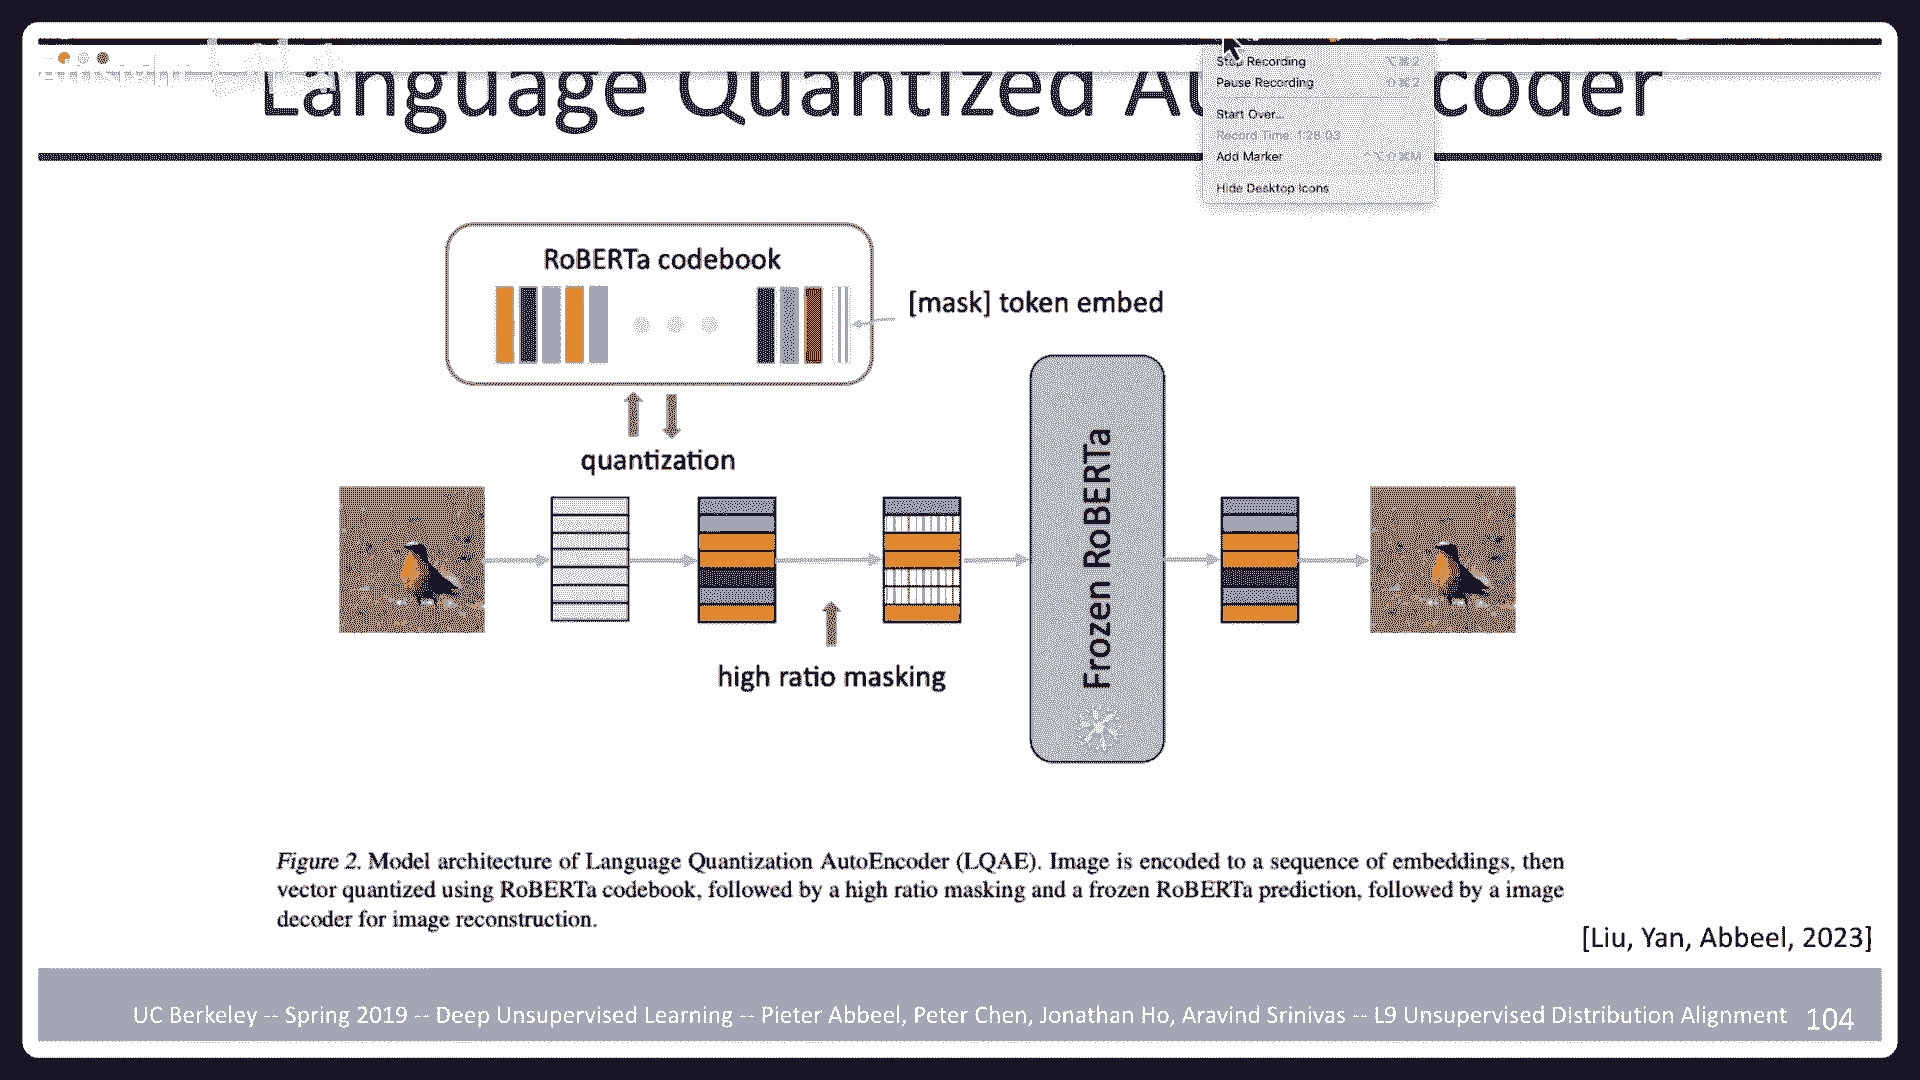 Language Quantized Au coder
Stop Recording ⌥⌘2
Pause Recording ⇧⌘2
Start Over...
Record Time: 1:28:03
Add Marker ^⌥⇧⌘M
Hide Desktop Icons
RoBERTa codebook
[mask] token embed
quantization
Frozen RoBERTa
high ratio masking
Figure 2. Model architecture of Language Quantization AutoEncoder (LQAE). Image is encoded to a sequence of embeddings, then
vector quantized using RoBERTa codebook, followed by a high ratio masking and a frozen RoBERTa prediction, followed by a image
decoder for image reconstruction.
[Liu, Yan, Abbeel, 2023]
UC Berkeley -- Spring 2019 -- Deep Unsupervised Learning -- Pieter Abbeel, Peter Chen, Jonathan Ho, Aravind Srinivas -- L9 Unsupervised Distribution Alignment 104